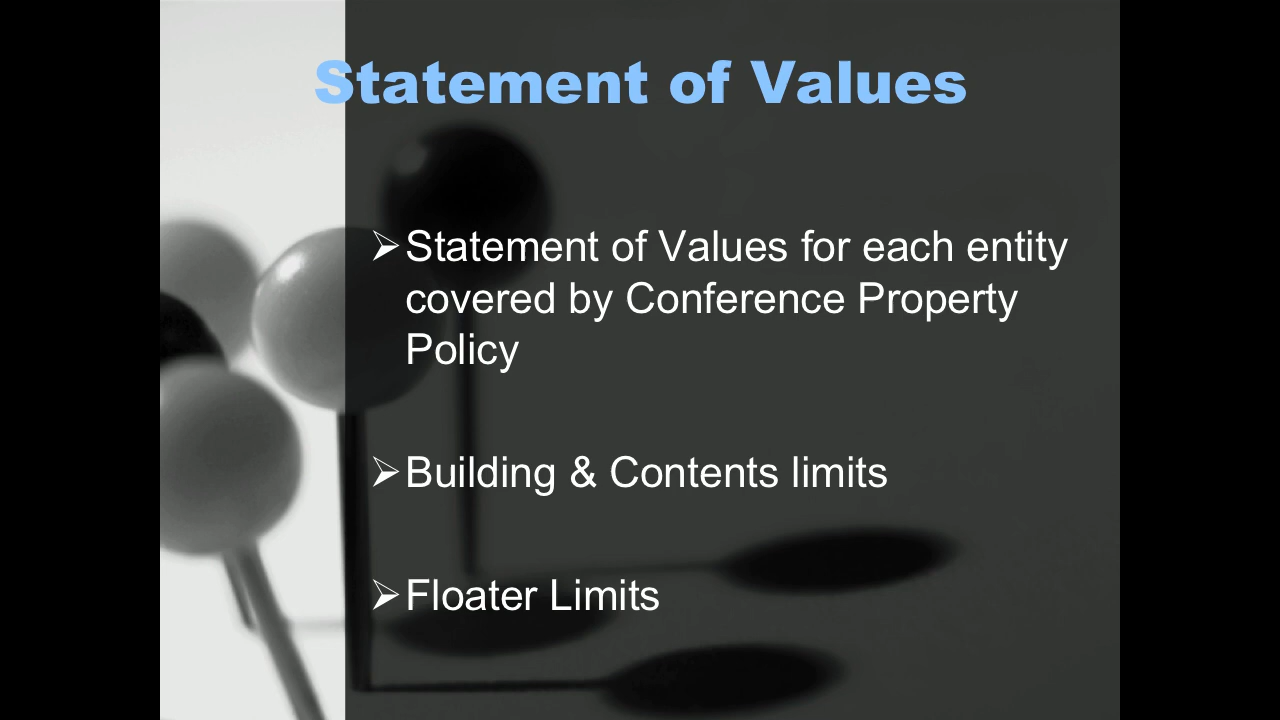 Statement of Values
➢Statement of Values for each entity
covered by Conference Property
Policy
➢Building & Contents limits
➢Floater Limits